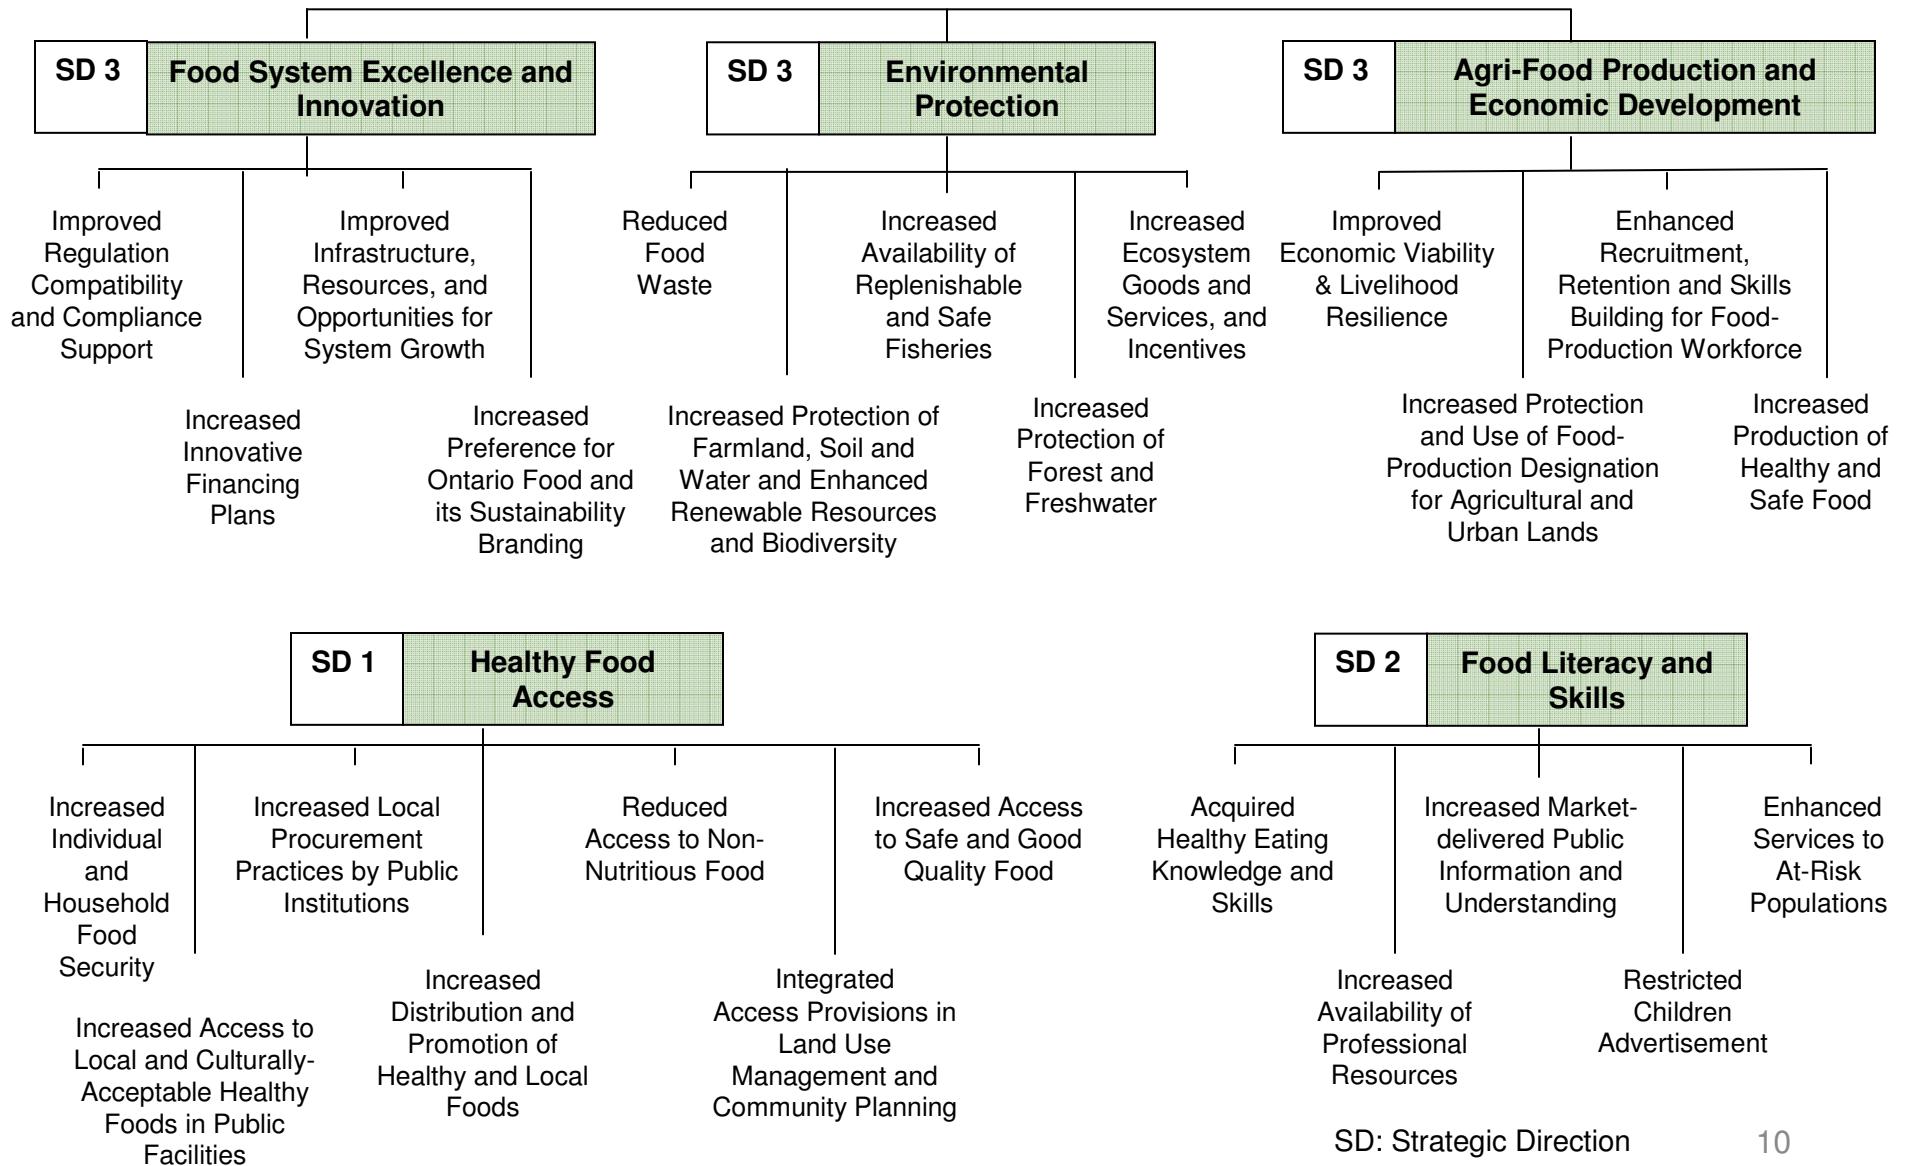 SD 3
Food System Excellence and
Innovation
SD 3
Environmental
Protection
SD 3
Agri-Food Production and
Economic Development
Improved
Regulation
Compatibility
and Compliance
Support
Increased
Innovative
Financing
Plans
Improved
Infrastructure,
Resources, and
Opportunities for
System Growth
Increased
Preference for
Ontario Food and
its Sustainability
Branding
Reduced
Food
Waste
Increased Protection of
Farmland, Soil and
Water and Enhanced
Renewable Resources
and Biodiversity
Increased
Availability of
Replenishable
and Safe
Fisheries
Increased
Protection of
Forest and
Freshwater
Increased
Ecosystem
Goods and
Services, and
Incentives
Improved
Economic Viability
& Livelihood
Resilience
Increased Protection
and Use of Food-
Production Designation
for Agricultural and
Urban Lands
Enhanced
Recruitment,
Retention and Skills
Building for Food-
Production Workforce
Increased
Production of
Healthy and
Safe Food
SD 1
Healthy Food
Access
SD 2
Food Literacy and
Skills
Increased
Individual
and
Household
Food
Security
Increased Access to
Local and Culturally-
Acceptable Healthy
Foods in Public
Facilities
Increased Local
Procurement
Practices by Public
Institutions
Increased
Distribution and
Promotion of
Healthy and Local
Foods
Reduced
Access to Non-
Nutritious Food
Integrated
Access Provisions in
Land Use
Management and
Community Planning
Increased Access
to Safe and Good
Quality Food
Acquired
Healthy Eating
Knowledge and
Skills
Increased
Availability of
Professional
Resources
Increased Market-
delivered Public
Information and
Understanding
Restricted
Children
Advertisement
Enhanced
Services to
At-Risk
Populations
SD: Strategic Direction
10